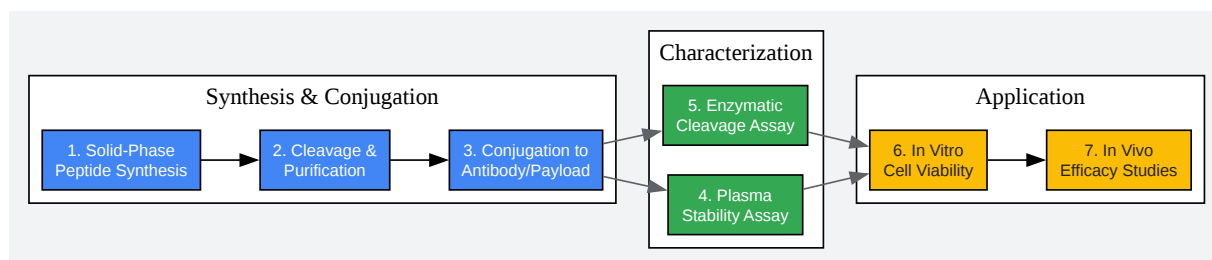 Synthesis & Conjugation
1. Solid-Phase
Peptide Synthesis
2. Cleavage &
Purification
3. Conjugation to
Antibody/Payload
Characterization
5. Enzymatic
Cleavage Assay
4. Plasma
Stability Assay
Application
6. In Vitro
Cell Viability
7. In Vivo
Efficacy Studies